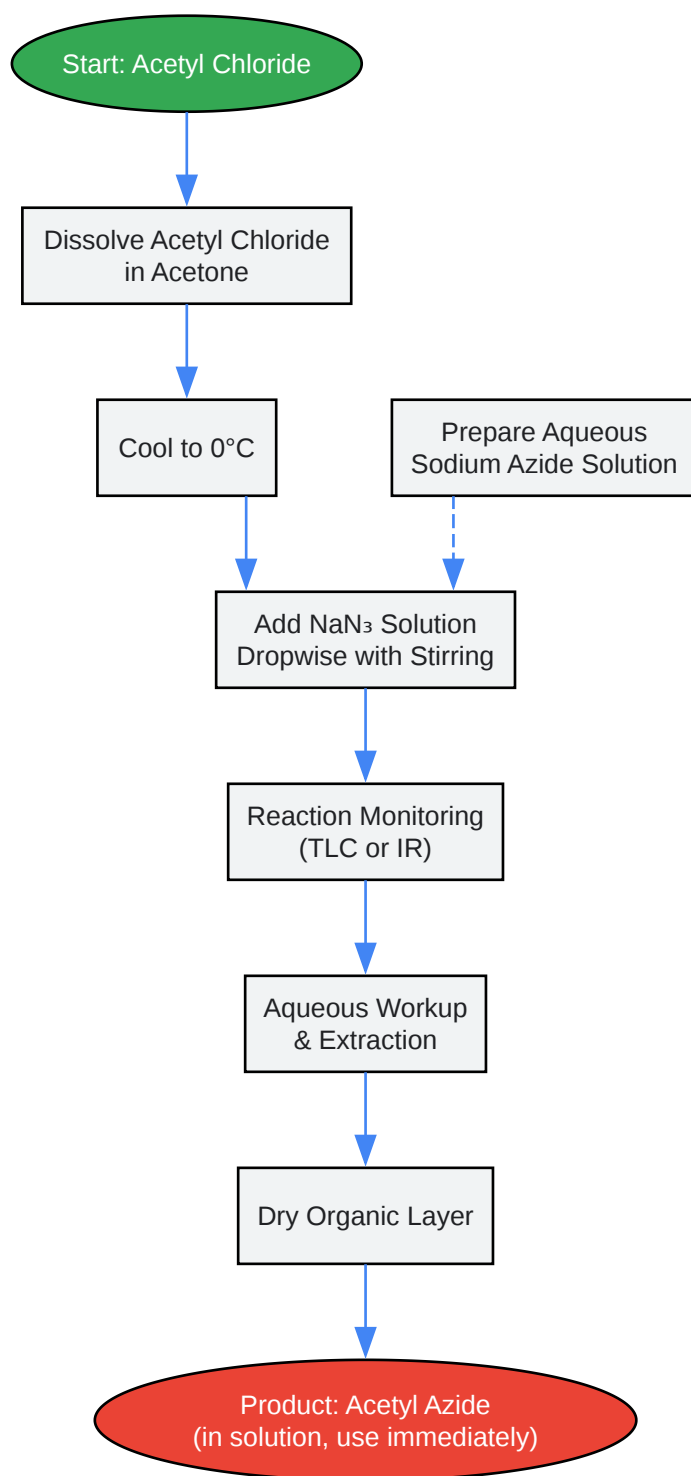 Start: Acetyl Chloride
Dissolve Acetyl Chloride
in Acetone
Cool to 0°C
Prepare Aqueous
Sodium Azide Solution
Add NaN₃ Solution
Dropwise with Stirring
Reaction Monitoring
(TLC or IR)
Aqueous Workup
& Extraction
Dry Organic Layer
Product: Acetyl Azide
(in solution, use immediately)